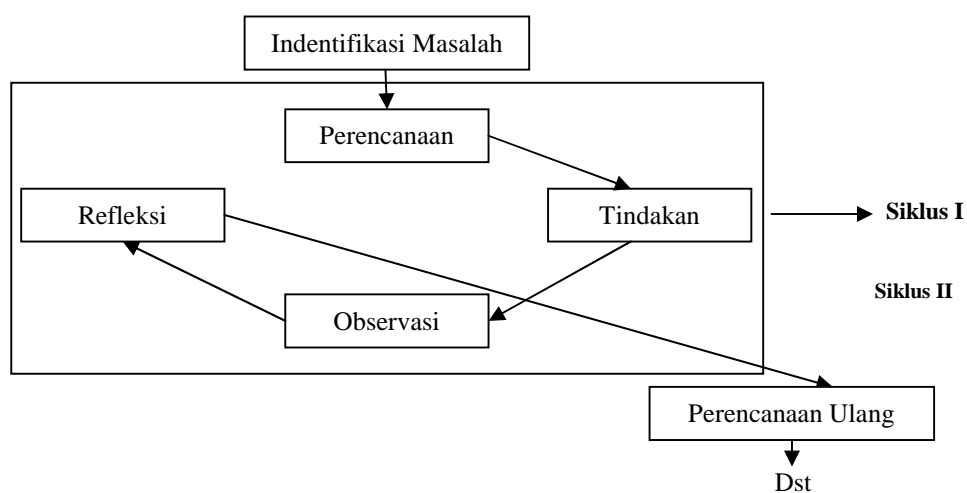 Indentifikasi Masalah
Perencanaan
Refleksi
Tindakan
Siklus I
Siklus II
Observasi
Perencanaan Ulang
Dst